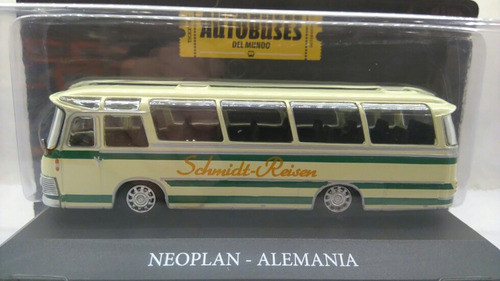 AUTOBUSES
DEL MUNDO
Schmidt-Reisen
NEOPLAN - ALEMANIA